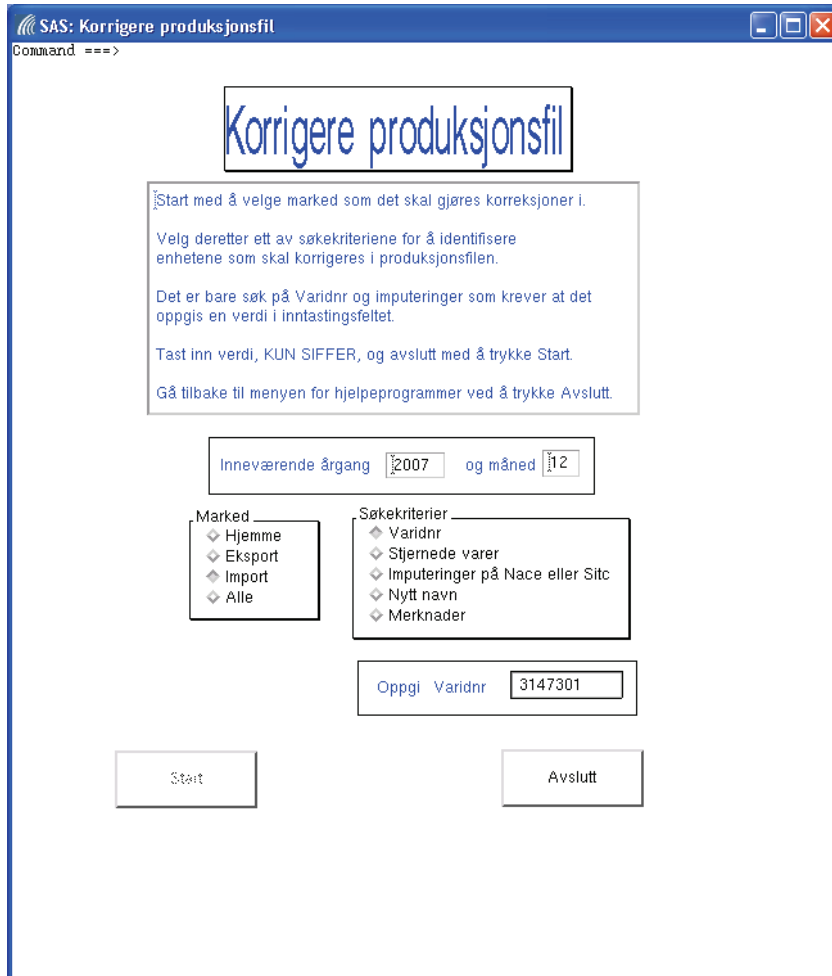 SAS: Korrigere produksjonsfil
Command ===>
Korrigere produksjonsfil
Start med å velge marked som det skal gjøres korreksjoner i.
Velg deretter ett av søkekriteriene for å identifisere
enhetene som skal korrigeres i produksjonsfilen.
Det er bare søk på Varidnr og imputeringer som krever at det
oppgis en verdi i inntastingsfeltet.
Tast inn verdi, KUN SIFFER, og avslutt med å trykke Start.
Gå tilbake til menyen for hjelpeprogrammer ved å trykke Avslutt.
Inneværende årgang 2007 og måned 12
Marked
Hjemme
Eksport
Import
Alle
Søkekriterier
Varidnr
Stjernede varer
Imputeringer på Nace eller Sitc
Nytt navn
Merknader
Oppgi Varidnr 3147301
Start
Avslutt